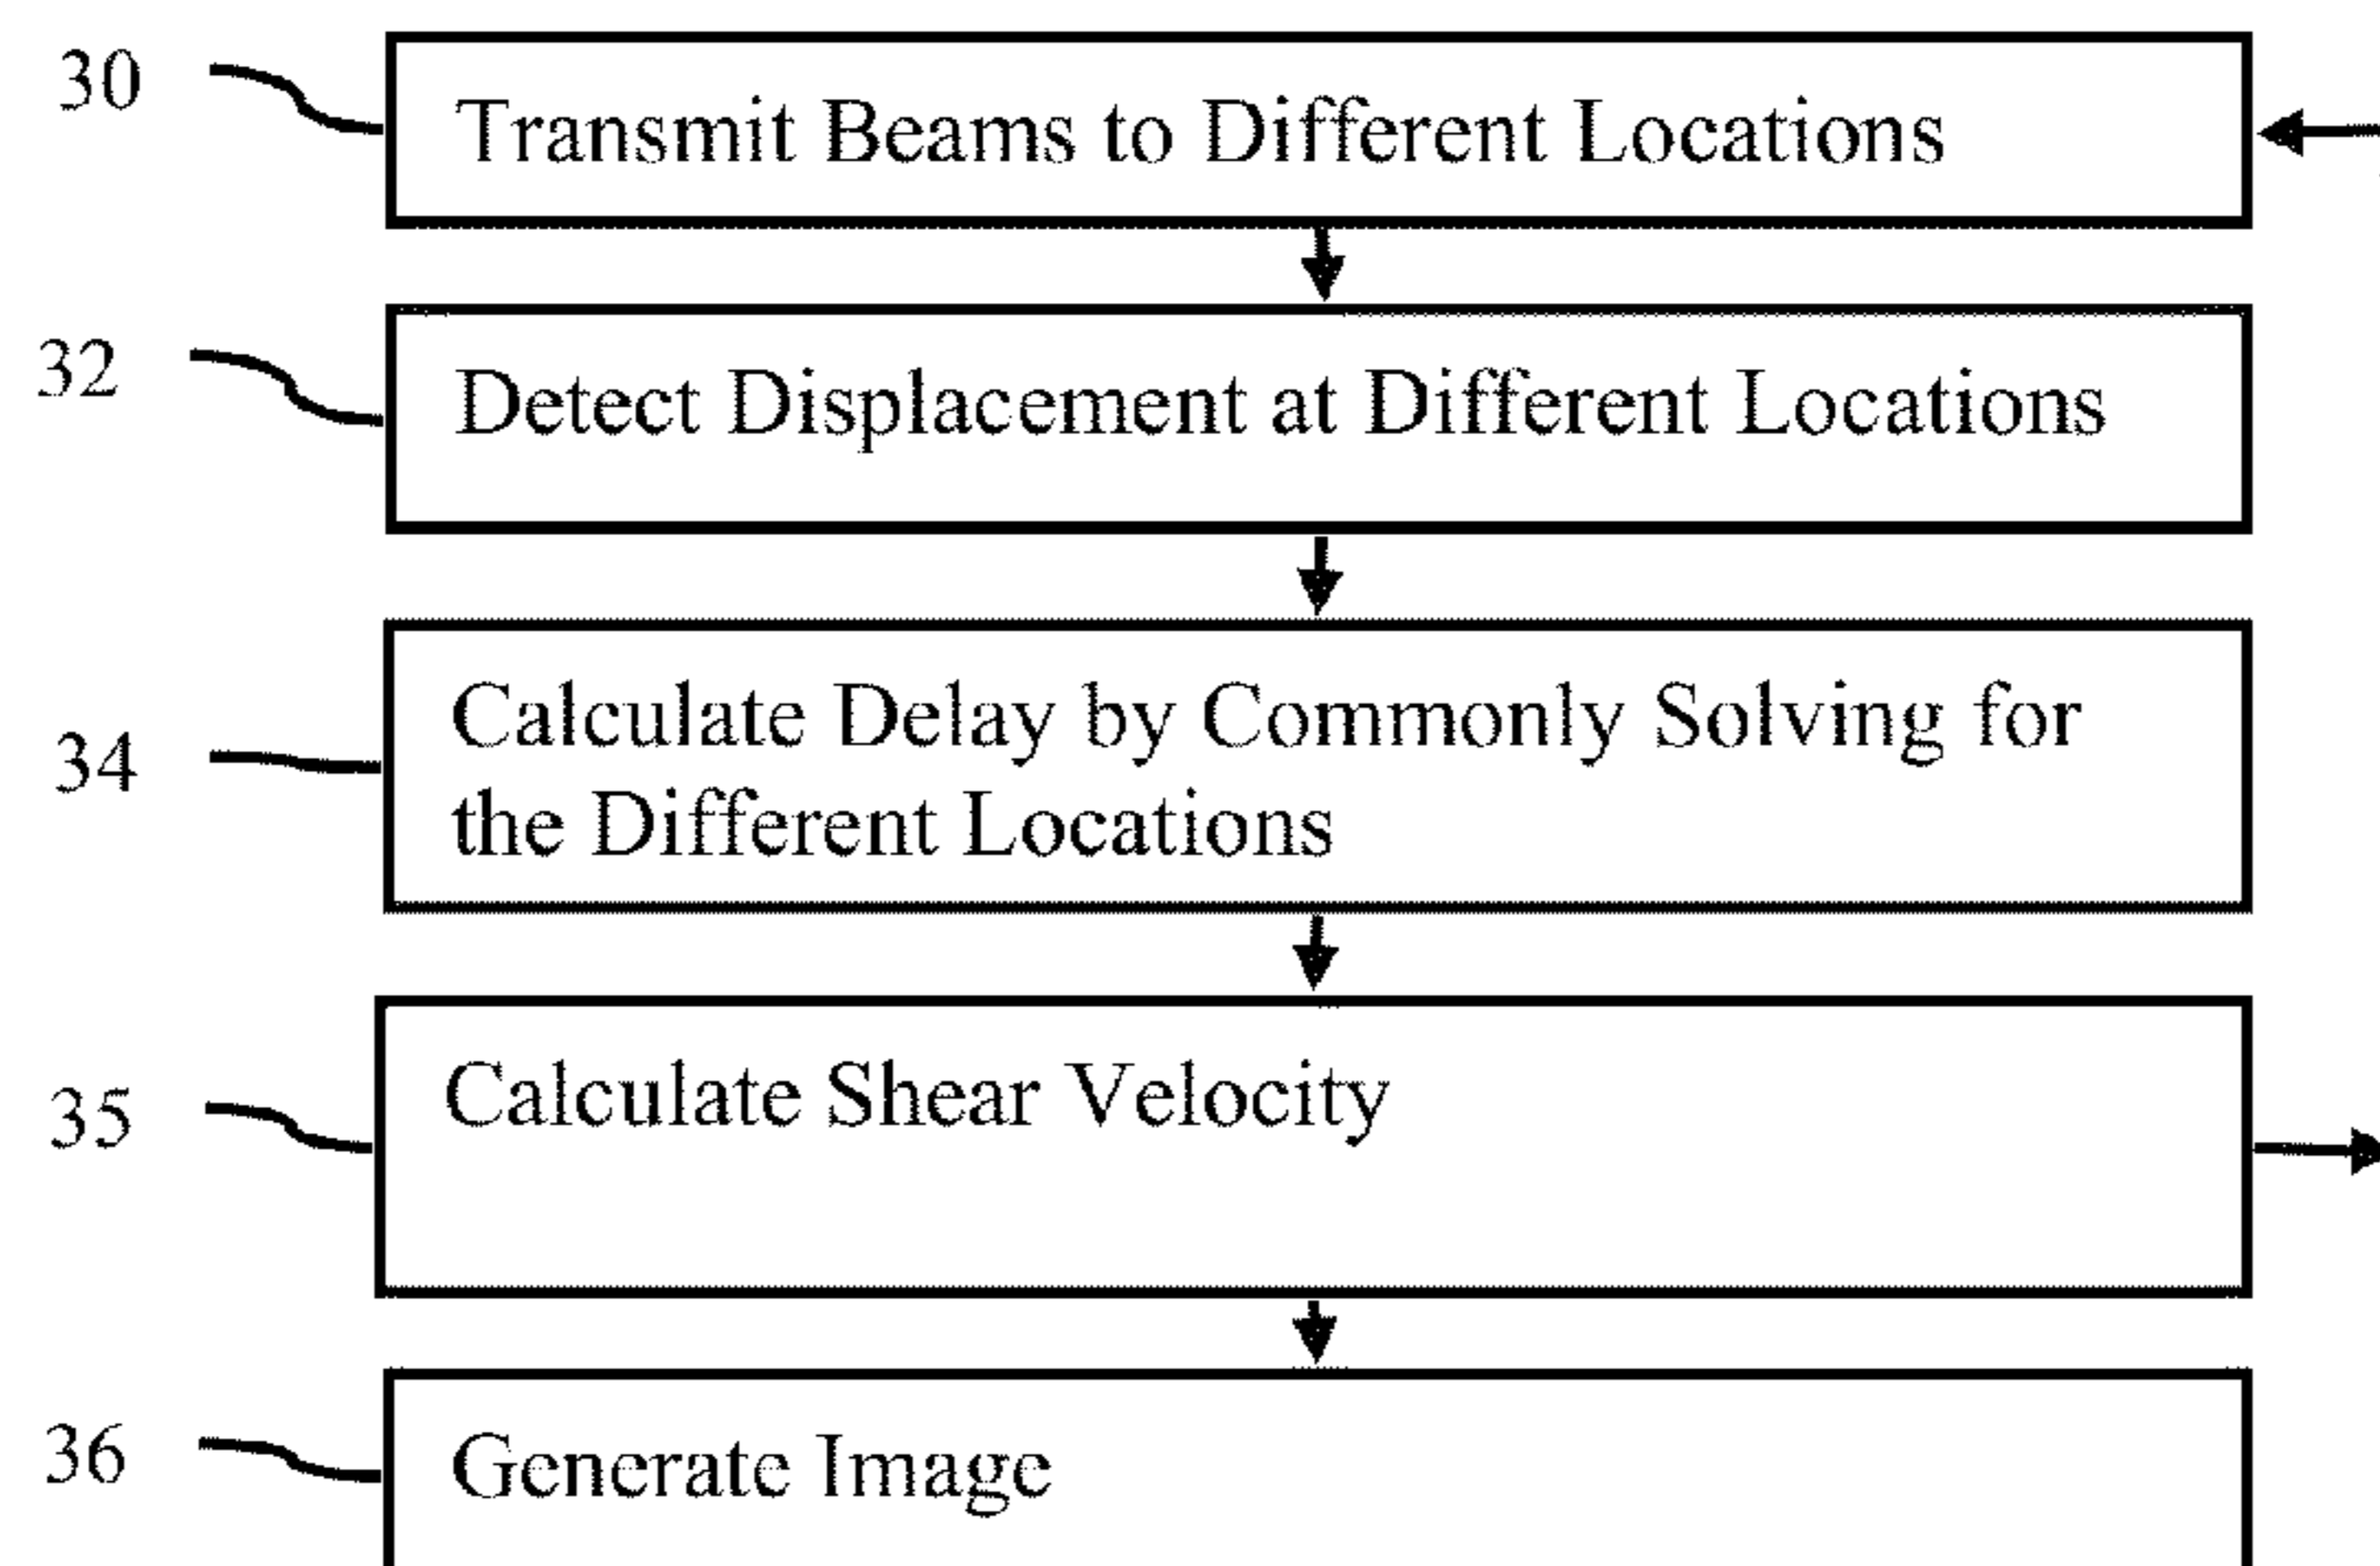 30
Transmit Beams to Different Locations
32
Detect Displacement at Different Locations
34
Calculate Delay by Commonly Solving for
the Different Locations
35
Calculate Shear Velocity
36
Generate Image